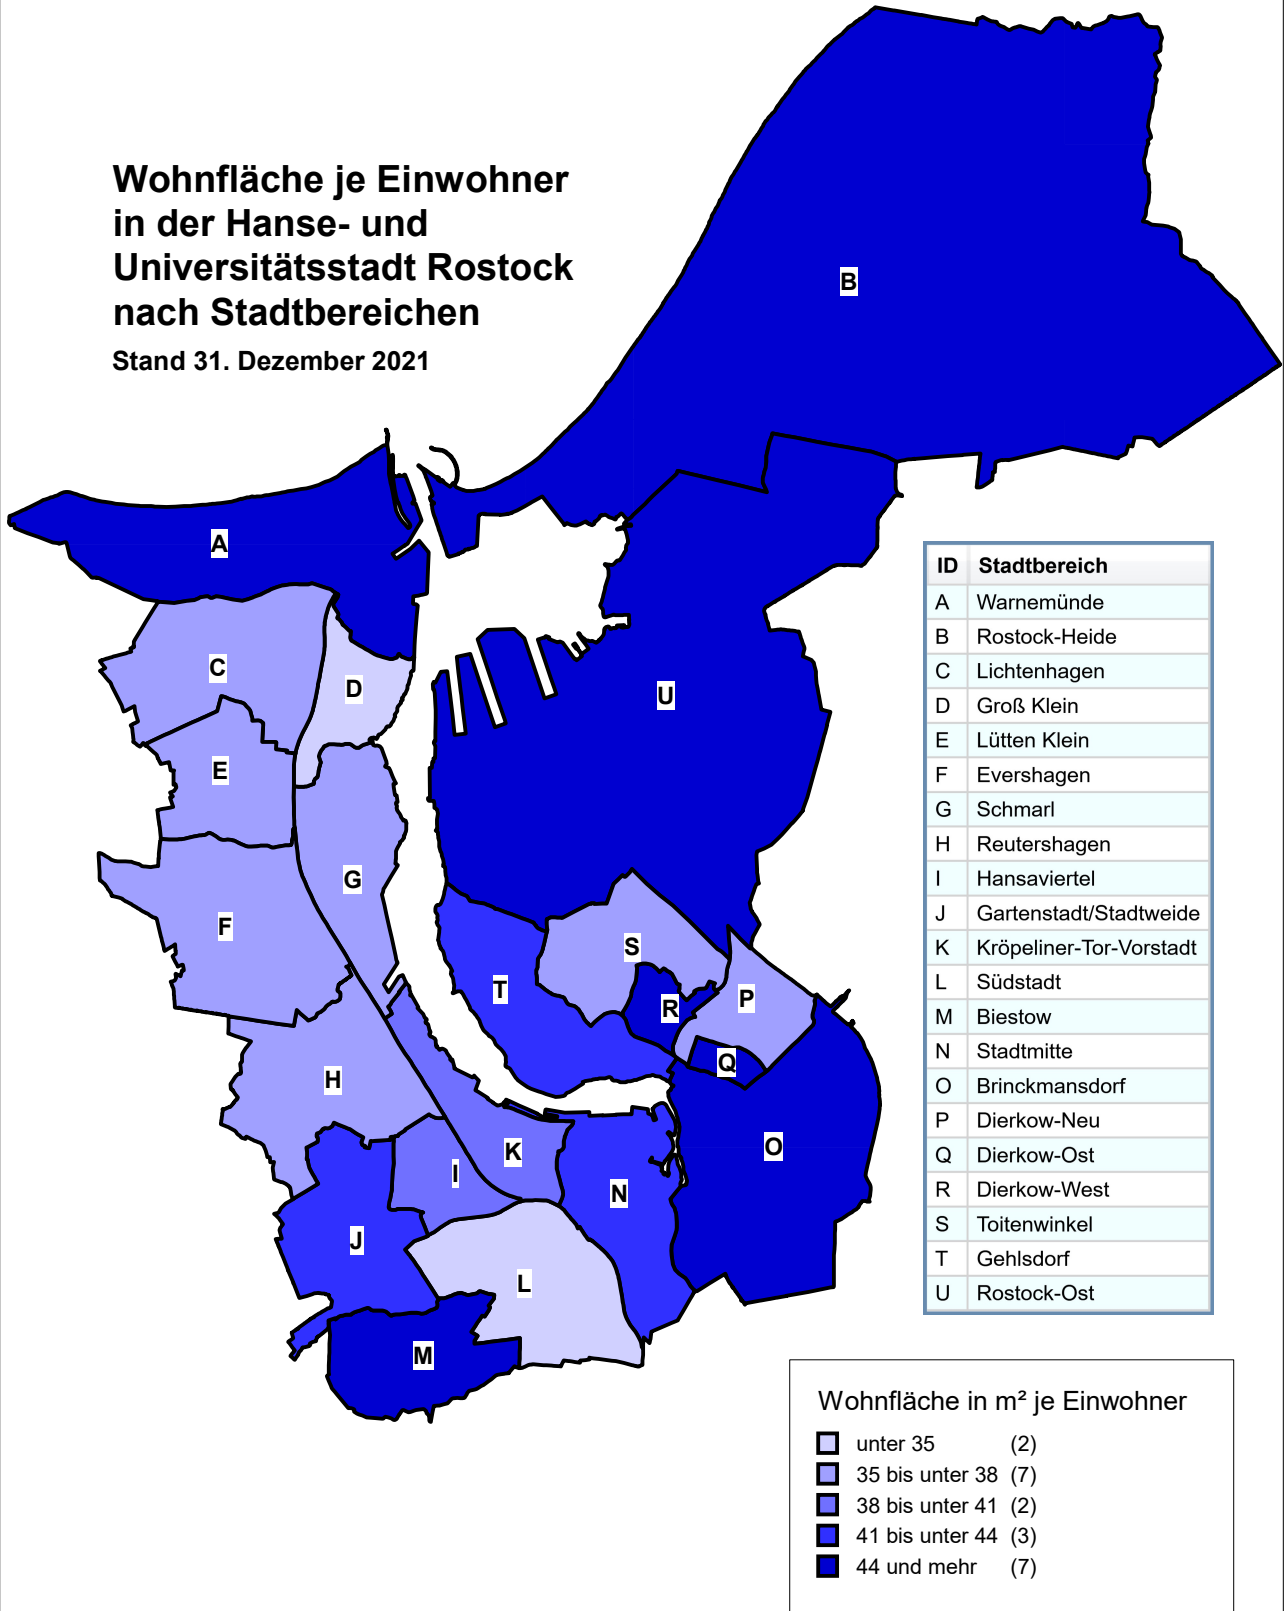 Wohnfläche je Einwohner
in der Hanse- und
Universitätsstadt Rostock
nach Stadtbereichen
Stand 31. Dezember 2021
B
A
C
D
U
E
G
F
S
T
R
P
Q
H
K
I
O
N
J
L
M
ID Stadtbereich
A Warnemünde
B Rostock-Heide
C Lichtenhagen
D Groß Klein
E Lütten Klein
F Evershagen
G Schmarl
H Reutershagen
I Hansaviertel
J Gartenstadt/Stadtweide
K Kröpeliner-Tor-Vorstadt
L Südstadt
M Biestow
N Stadtmitte
O Brinckmansdorf
P Dierkow-Neu
Q Dierkow-Ost
R Dierkow-West
S Toitenwinkel
T Gehlsdorf
U Rostock-Ost
Wohnfläche in m² je Einwohner
unter 35 (2)
35 bis unter 38 (7)
38 bis unter 41 (2)
41 bis unter 44 (3)
44 und mehr (7)